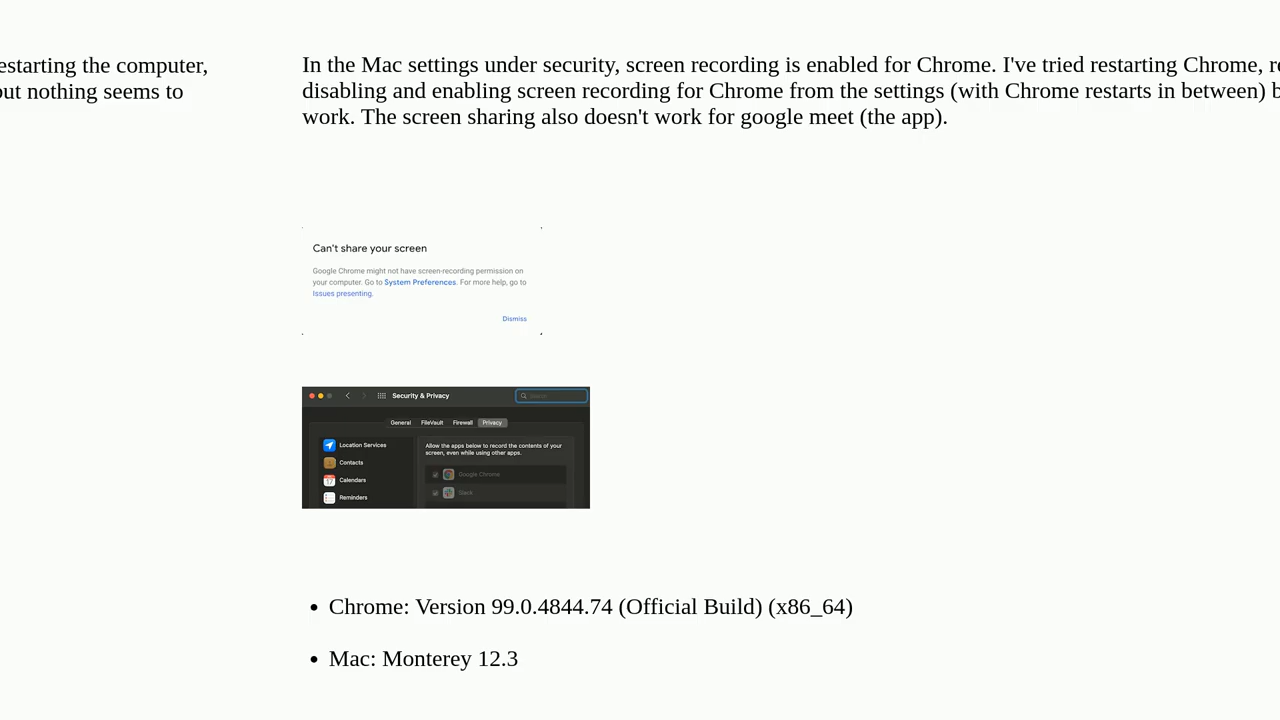 estarting the computer,
out nothing seems to
In the Mac settings under security, screen recording is enabled for Chrome. I've tried restarting Chrome, re
disabling and enabling screen recording for Chrome from the settings (with Chrome restarts in between) b
work. The screen sharing also doesn't work for google meet (the app).
Can't share your screen
Google Chrome might not have screen-recording permission on
your computer. Go to System Preferences. For more help, go to
Issues presenting.
Dismiss
Security & Privacy
Search
General FileVault Firewall Privacy
Location Services
Contacts
Calendars
Reminders
Allow the apps below to record the contents of your
screen, even while using other apps.
Google Chrome
Slack
• Chrome: Version 99.0.4844.74 (Official Build) (x86_64)
• Mac: Monterey 12.3